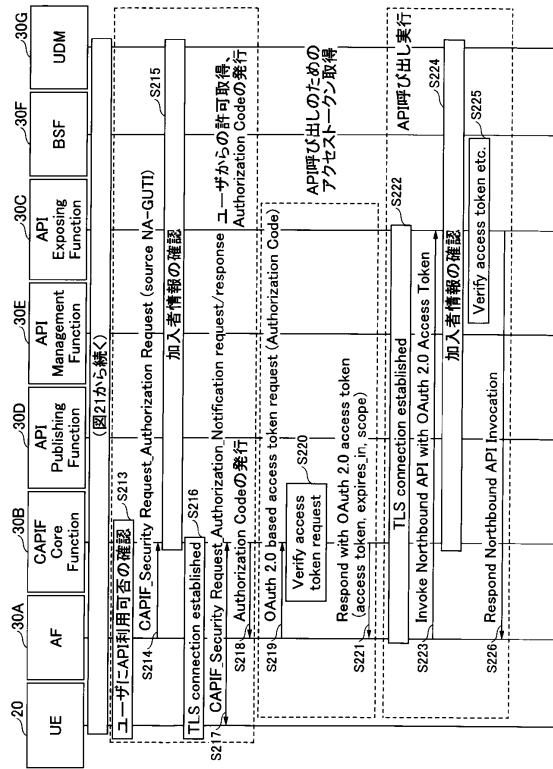 20
UE
30A
AF
30B
CAPIF
Core
Function
30D
API
Publishing
Function
30E
API
Management
Function
30C
API
Exposing
Function
30F
BSF
30G
UDM
(図21から続く)
ユーザにAPI利用可否の確認
S213
CAPIF_Security Request_Authorization Request (source NA-GUTI)
S214
加入者情報の確認
S215
TLS connection established
S216
CAPIF_Security Request_Authorization_Notification request/response
S217
Authorization Codeの発行
S218
ユーザからの許可取得、
Authorization Codeの発行
OAuth 2.0 based access token request (Authorization Code)
S219
Verify access
token request
S220
Respond with OAuth 2.0 access token
(access token, expires_in, scope)
S221
API呼び出しのための
アクセストークン取得
TLS connection established
S222
Invoke Northbound API with OAuth 2.0 Access Token
S223
加入者情報の確認
S224
API呼び出し実行
Verify access token etc.
S225
Respond Northbound API Invocation
S226